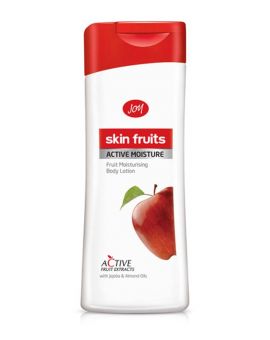 JOY
skin fruits
ACTIVE MOISTURE
Fruit Moisturising
Body Lotion
ACTIVE
FRUIT EXTRACTS
with Jojoba & Almond Oils